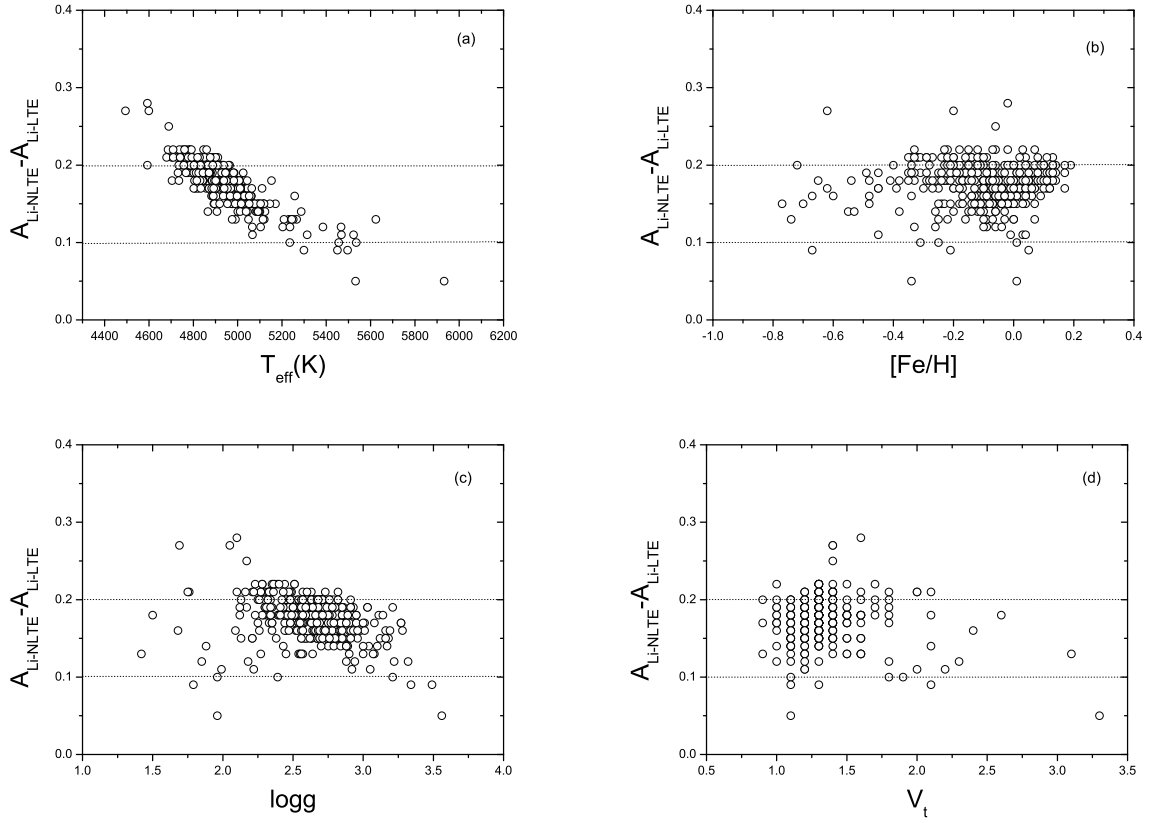 (a)
0.4
0.3
0.2
0.1
0.0
A_Li-NLTE-A_Li-LTE
4400 4600 4800 5000 5200 5400 5600 5800 6000 6200
T_eff(K)
(b)
0.4
0.3
0.2
0.1
0.0
A_Li-NLTE-A_Li-LTE
-1.0 -0.8 -0.6 -0.4 -0.2 0.0 0.2 0.4
[Fe/H]
(c)
0.4
0.3
0.2
0.1
0.0
A_Li-NLTE-A_Li-LTE
1.0 1.5 2.0 2.5 3.0 3.5 4.0
logg
(d)
0.4
0.3
0.2
0.1
0.0
A_Li-NLTE-A_Li-LTE
0.5 1.0 1.5 2.0 2.5 3.0 3.5
V_t